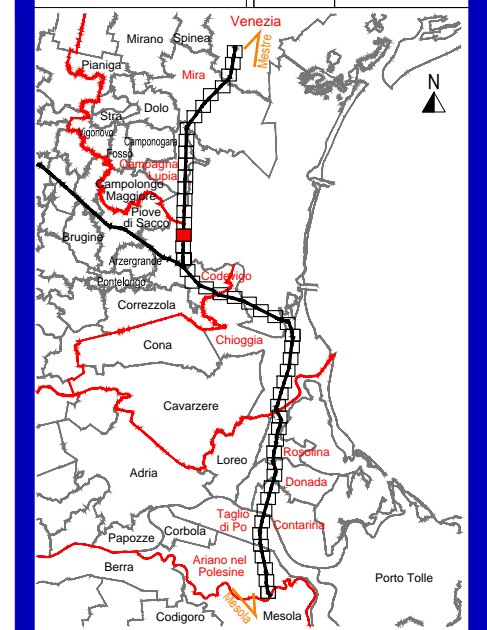 Venezia
Mirano
Spinea
Mestre
Pianiga
Mira
N
Dolo
Stra
Vigonovo
Camponogara
Fosso
Campagna
Lupia
Campolongo
Maggiore
Piove
di Sacco
Brugine
Arzergrande
Codevigo
Pontelongo
Correzzola
Chioggia
Cona
Cavarzere
Loreo
Rosolina
Adria
Donada
Taglio
di Po
Contarina
Corbola
Papozze
Ariano nel
Polesine
Berra
Porto Tolle
Mesola
Mesola
Codigoro